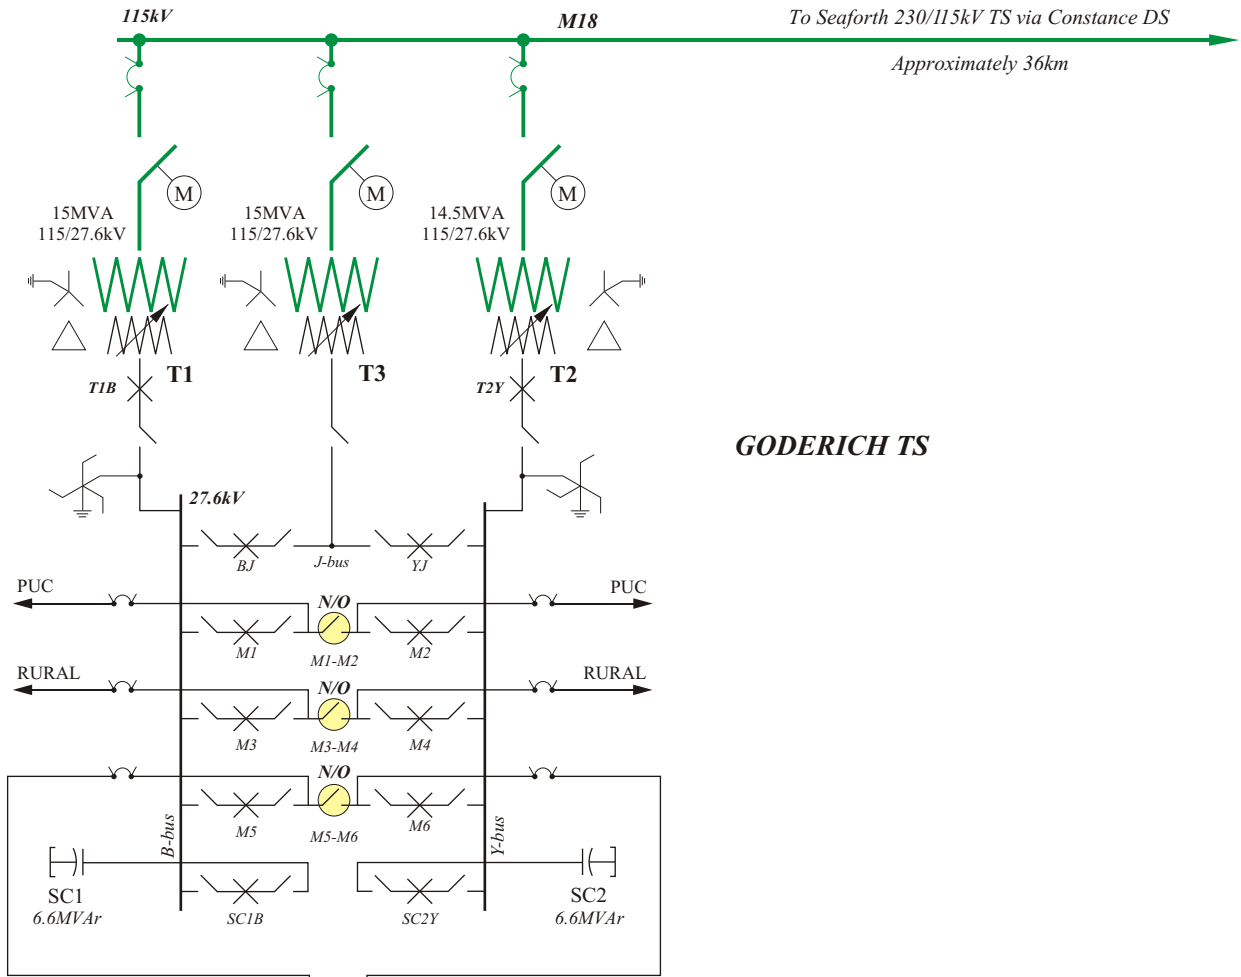 115kV
M18
To Seaforth 230/115kV TS via Constance DS
Approximately 36km
M
M
M
15MVA
115/27.6kV
15MVA
115/27.6kV
14.5MVA
115/27.6kV
T1
T3
T2
T1B
T2Y
GODERICH TS
27.6kV
BJ
J-bus
YJ
PUC
N/O
PUC
M1
M1-M2
M2
RURAL
N/O
RURAL
M3
M3-M4
M4
N/O
M5
M5-M6
M6
B-bus
Y-bus
SC1
6.6MVAr
SC1B
SC2Y
SC2
6.6MVAr